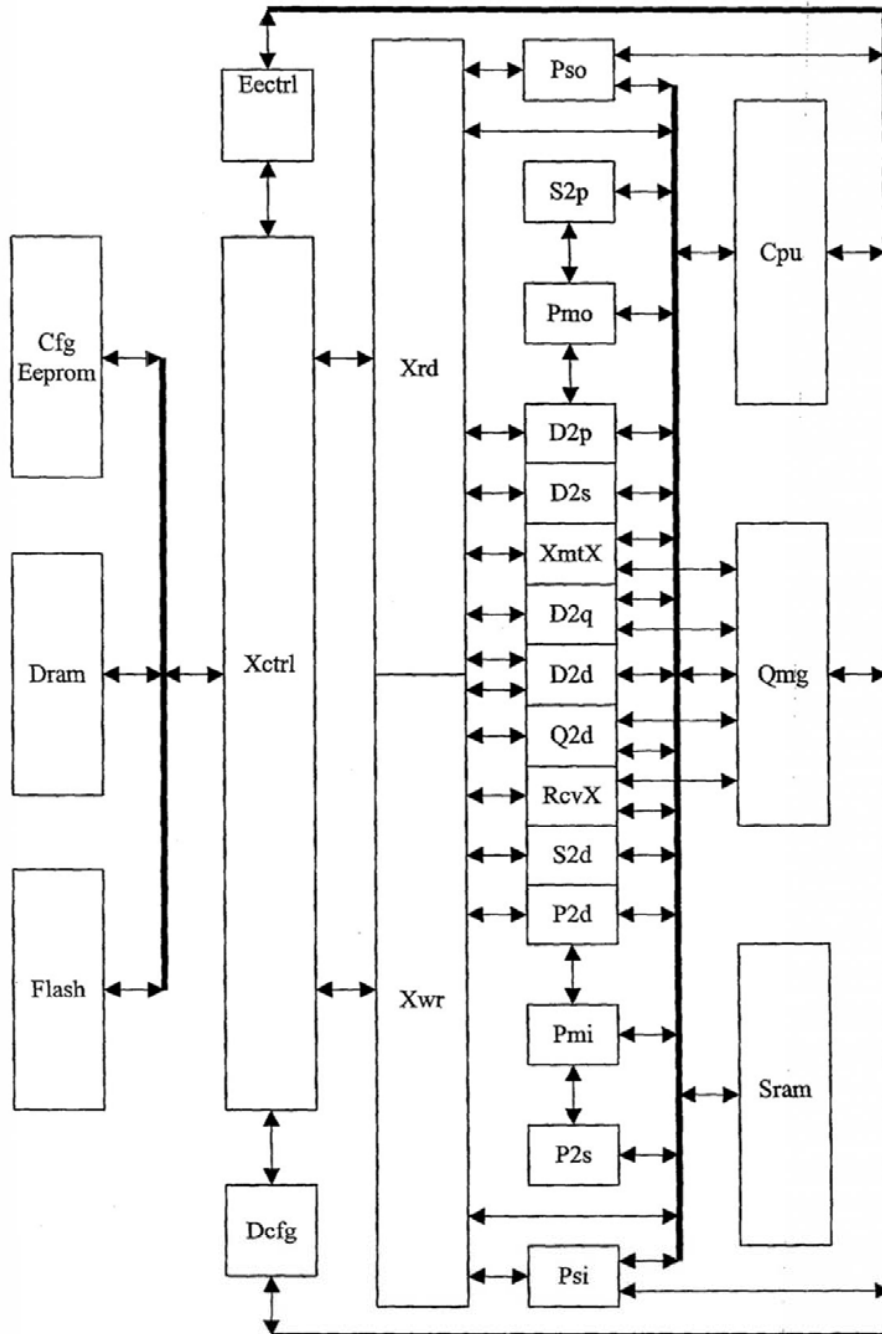 Pso
Eectrl
S2p
Cpu
Pmo
Cfg
Eeprom
Xrd
D2p
D2s
XmtX
D2q
Dram
Xctrl
D2d
Qmg
Q2d
RcvX
S2d
P2d
Flash
Xwr
Pmi
Sram
P2s
Dcfg
Psi